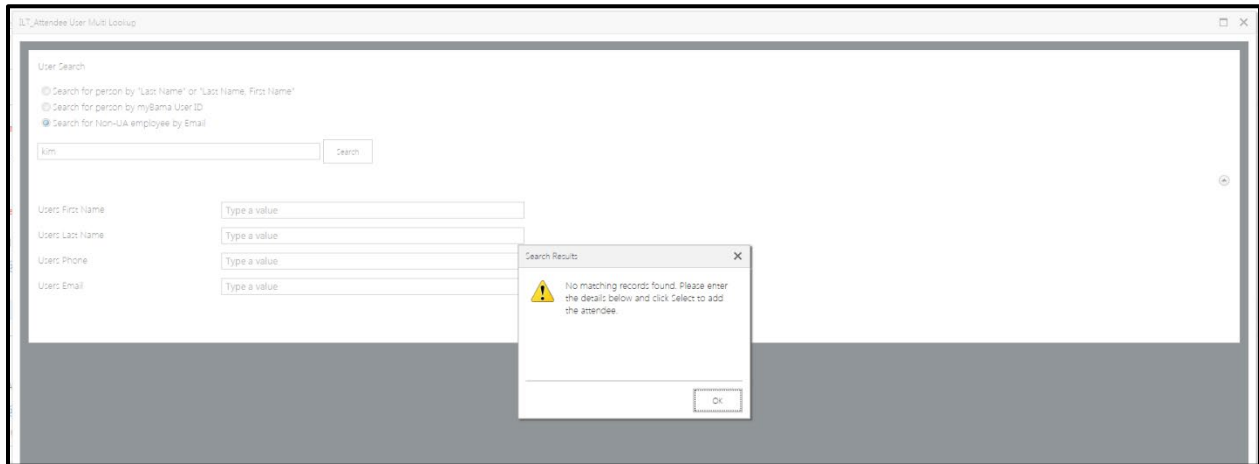 ILT_Attendee User Multi Lookup
User Search
Search for person by "Last Name" or "Last Name, First Name"
Search for person by myBama User ID
Search for Non-UA employee by Email
kim
Search
Users First Name
Type a value
Users Last Name
Type a value
Users Phone
Type a value
Users Email
Type a value
Search Results
No matching records found. Please enter
the details below and click Select to add
the attendee.
OK